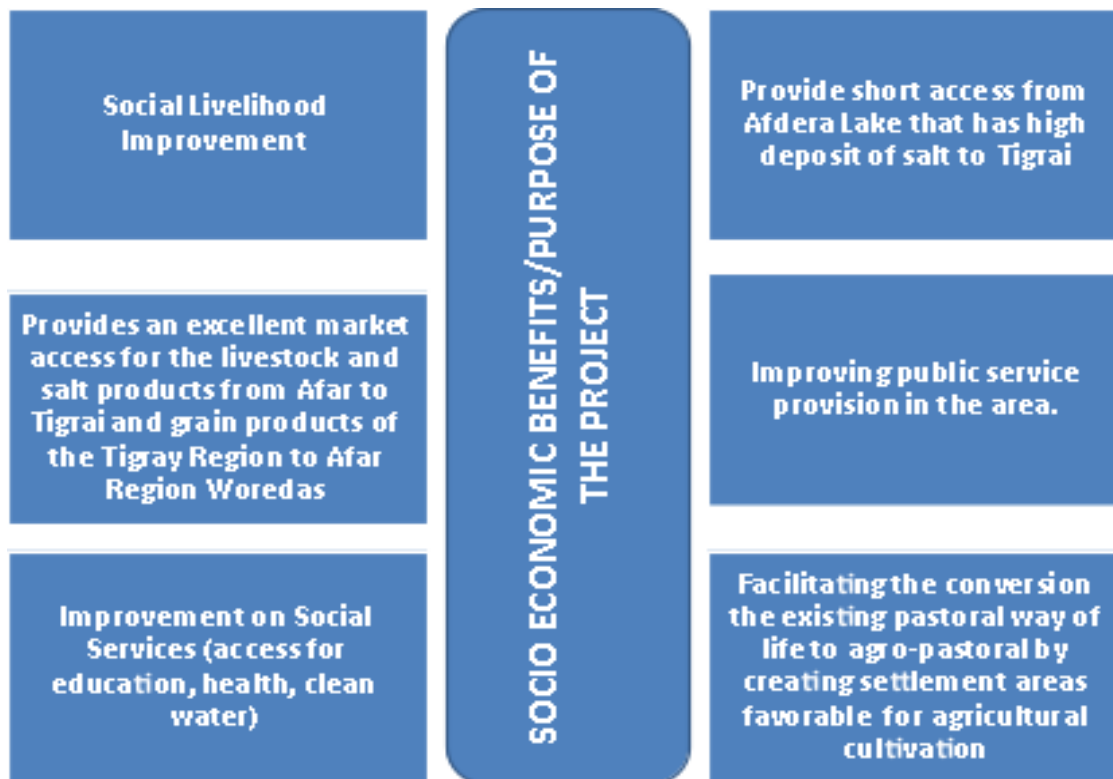 Social Livelihood
Improvement
Provides an excellent market
access for the livestock and
salt products from Afar to
Tigrai and grain products of
the Tigray Region to Afar
Region Woredas
Improvement on Social
Services (access for
education, health, clean
water)
SOCIO ECONOMIC BENEFITS/PURPOSE OF
THE PROJECT
Provide short access from
Afdera Lake that has high
deposit of salt to Tigrai
Improving public service
provision in the area.
Facilitating the conversion
the existing pastoral way of
life to agro-pastoral by
creating settlement areas
favorable for agricultural
cultivation